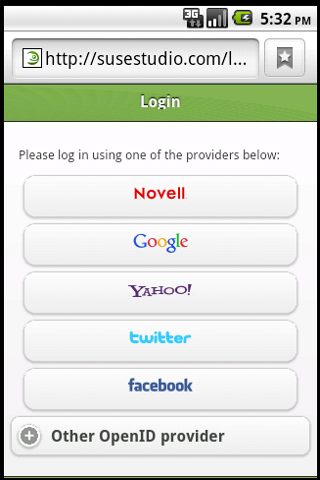 3G 5:32 PM
http://susestudio.com/l...
Login
Please log in using one of the providers below:
Novell
Google
YAHOO!
twitter
facebook
Other OpenID provider